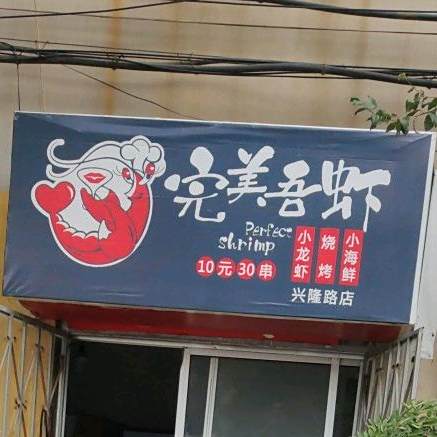 完美吾虾
Perfect
shrimp
10元30串
小龙虾
烧烤
小海鲜
兴隆路店